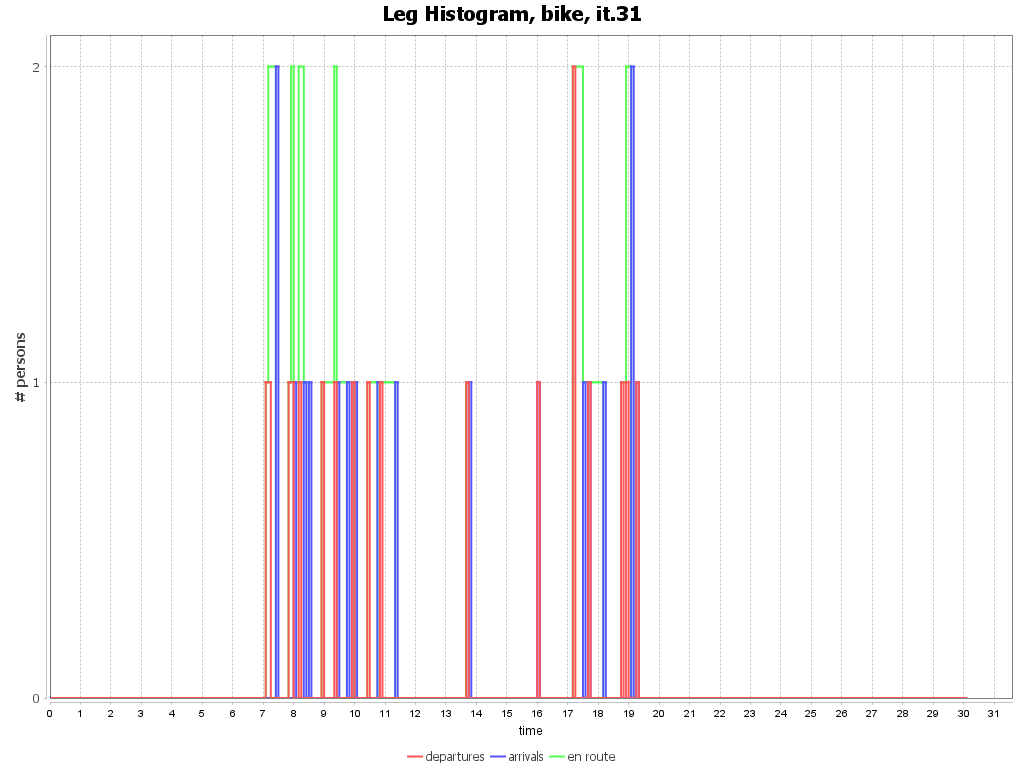 Leg Histogram, bike, it.31
# persons
2
1
0
0 1 2 3 4 5 6 7 8 9 10 11 12 13 14 15 16 17 18 19 20 21 22 23 24 25 26 27 28 29 30 31
time
departures arrivals en route